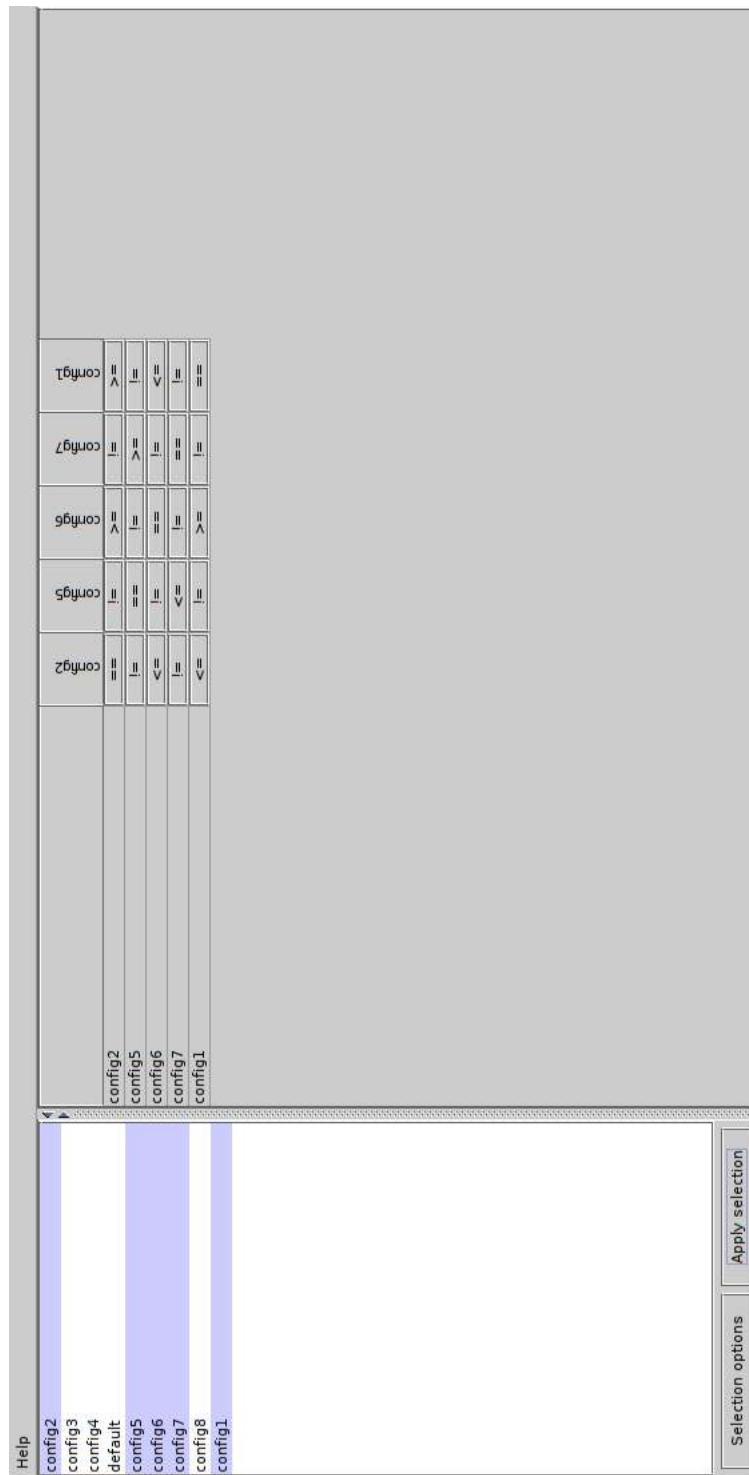 Help
config2
config3
config4
default
config5
config6
config7
config8
config1
Selection options
Apply selection
config2 config5 config6 config7 config1
config2 == != <= != <=
config5 != == != <= !=
config6 >= != == != >=
config7 != >= != == !=
config1 >= != <= != ==